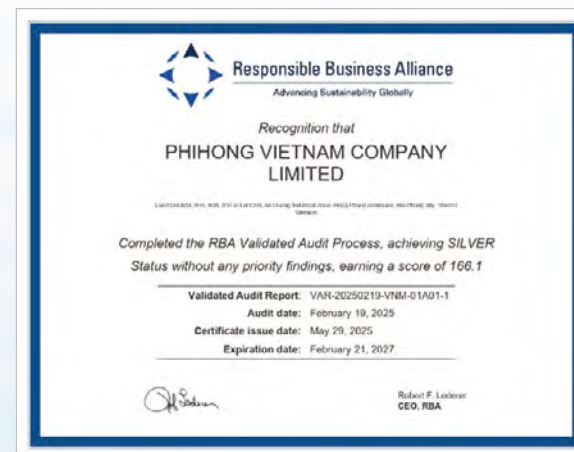 Responsible Business Alliance
Advancing Sustainability Globally
Recognition that
PHIHONG VIETNAM COMPANY
LIMITED
Vietnam
Completed the RBA Validated Audit Process, achieving SILVER
Status without any priority findings, earning a score of 166.1
Validated Audit Report: VAR-20250219-VNM-01A01-1
Audit date: February 19, 2025
Certificate issue date: May 29, 2025
Expiration date: February 21, 2027
Robert F. Lederer
CEO, RBA